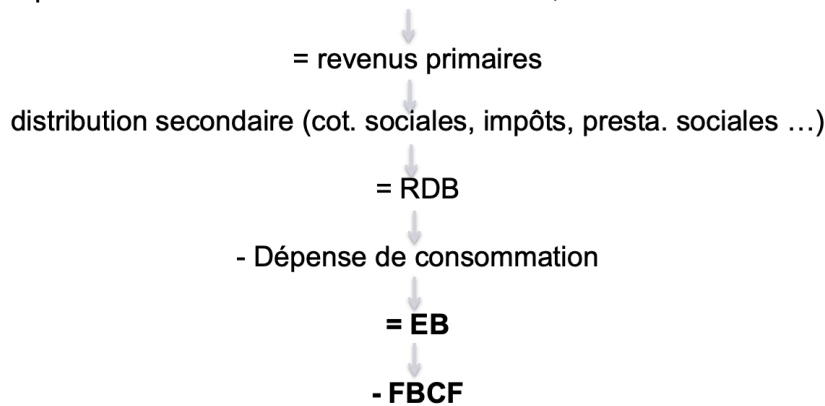 = revenus primaires
distribution secondaire (cot. sociales, impôts, presta. sociales …)
= RDB
- Dépense de consommation
= EB
- FBCF